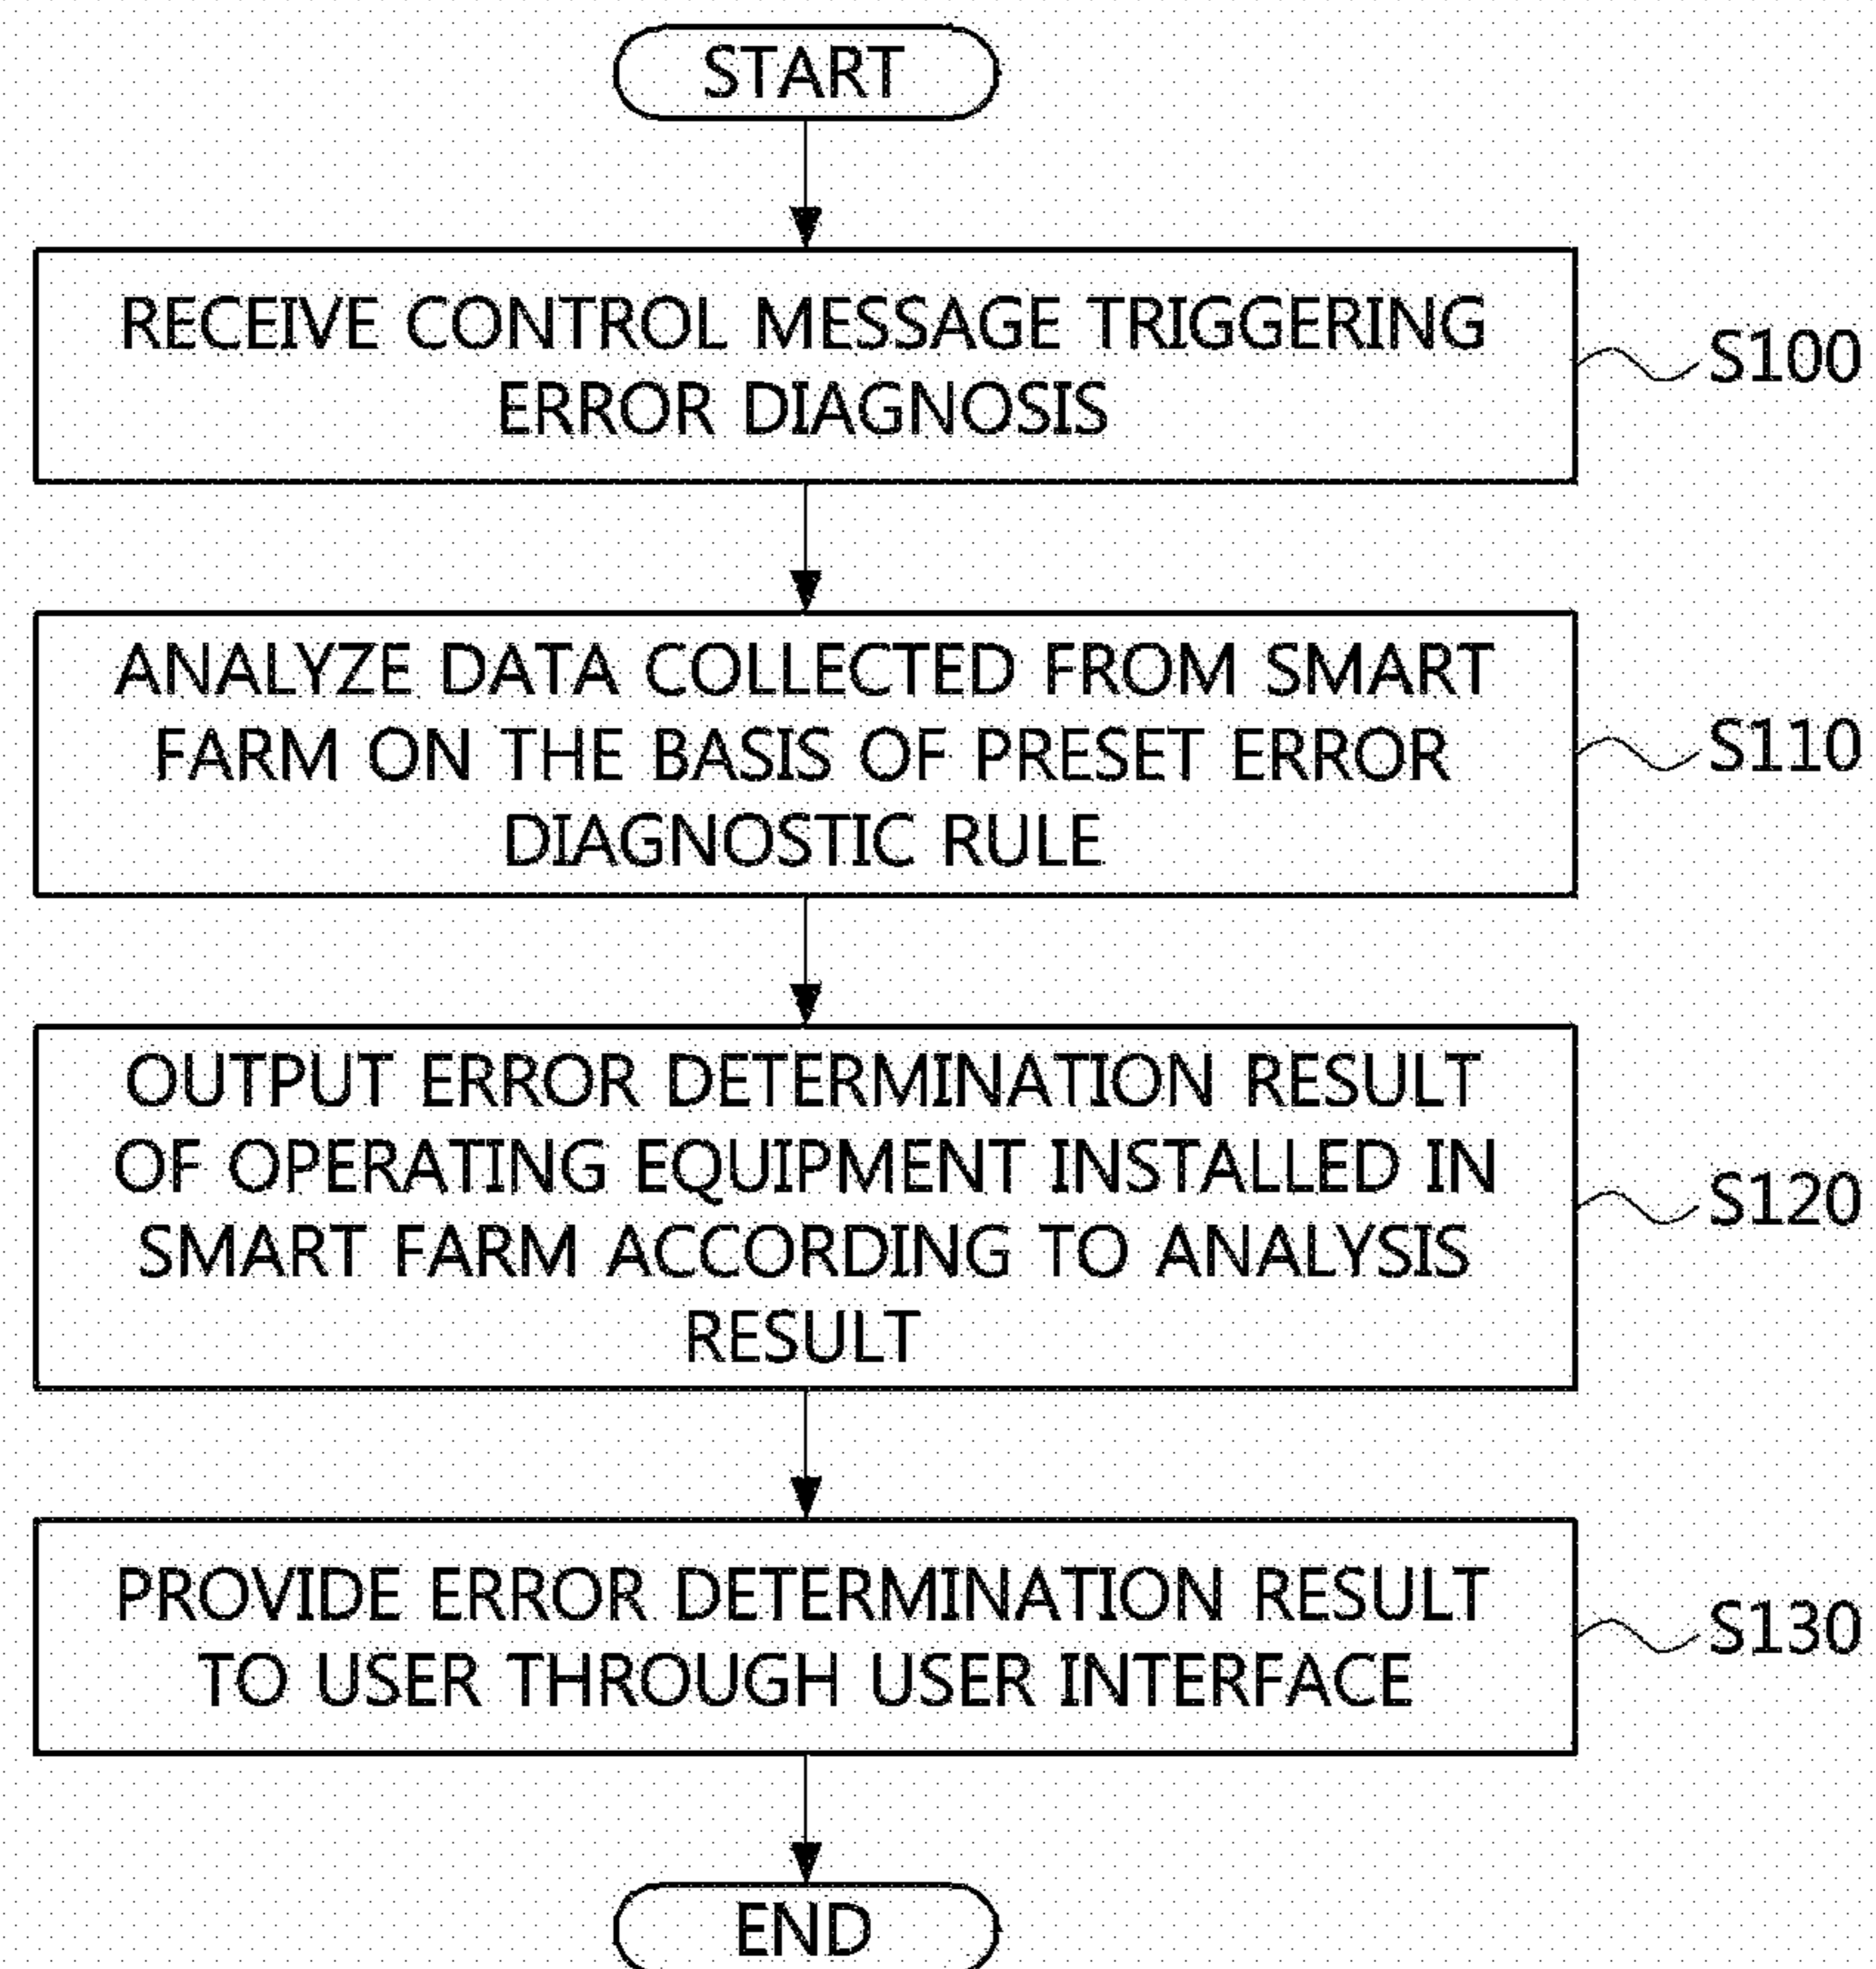 START
RECEIVE CONTROL MESSAGE TRIGGERING
ERROR DIAGNOSIS
S100
ANALYZE DATA COLLECTED FROM SMART
FARM ON THE BASIS OF PRESET ERROR
DIAGNOSTIC RULE
S110
OUTPUT ERROR DETERMINATION RESULT
OF OPERATING EQUIPMENT INSTALLED IN
SMART FARM ACCORDING TO ANALYSIS
RESULT
S120
PROVIDE ERROR DETERMINATION RESULT
TO USER THROUGH USER INTERFACE
S130
END